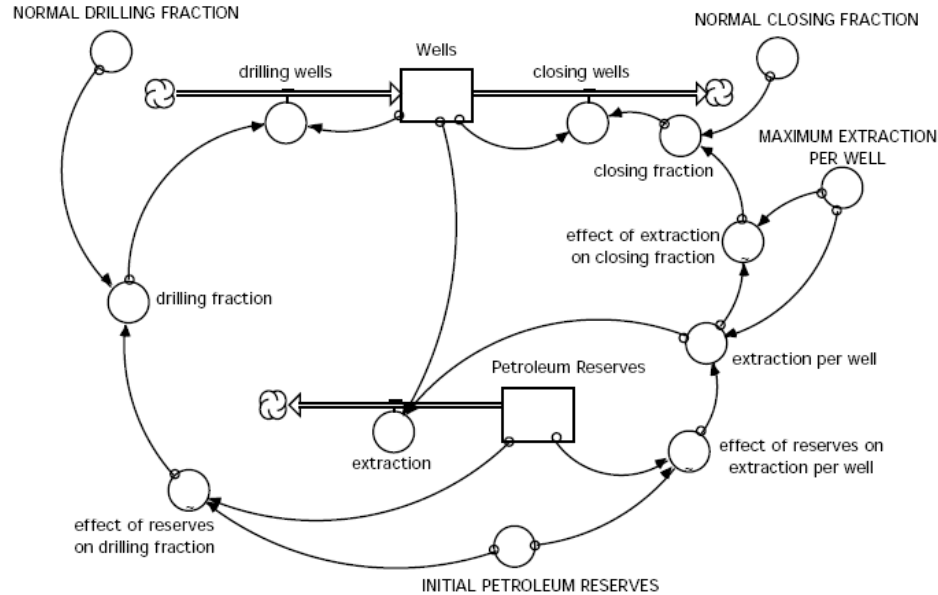 NORMAL DRILLING FRACTION
NORMAL CLOSING FRACTION
Wells
drilling wells
closing wells
MAXIMUM EXTRACTION
PER WELL
closing fraction
effect of extraction
on closing fraction
drilling fraction
extraction per well
Petroleum Reserves
effect of reserves on
extraction per well
extraction
effect of reserves
on drilling fraction
INITIAL PETROLEUM RESERVES